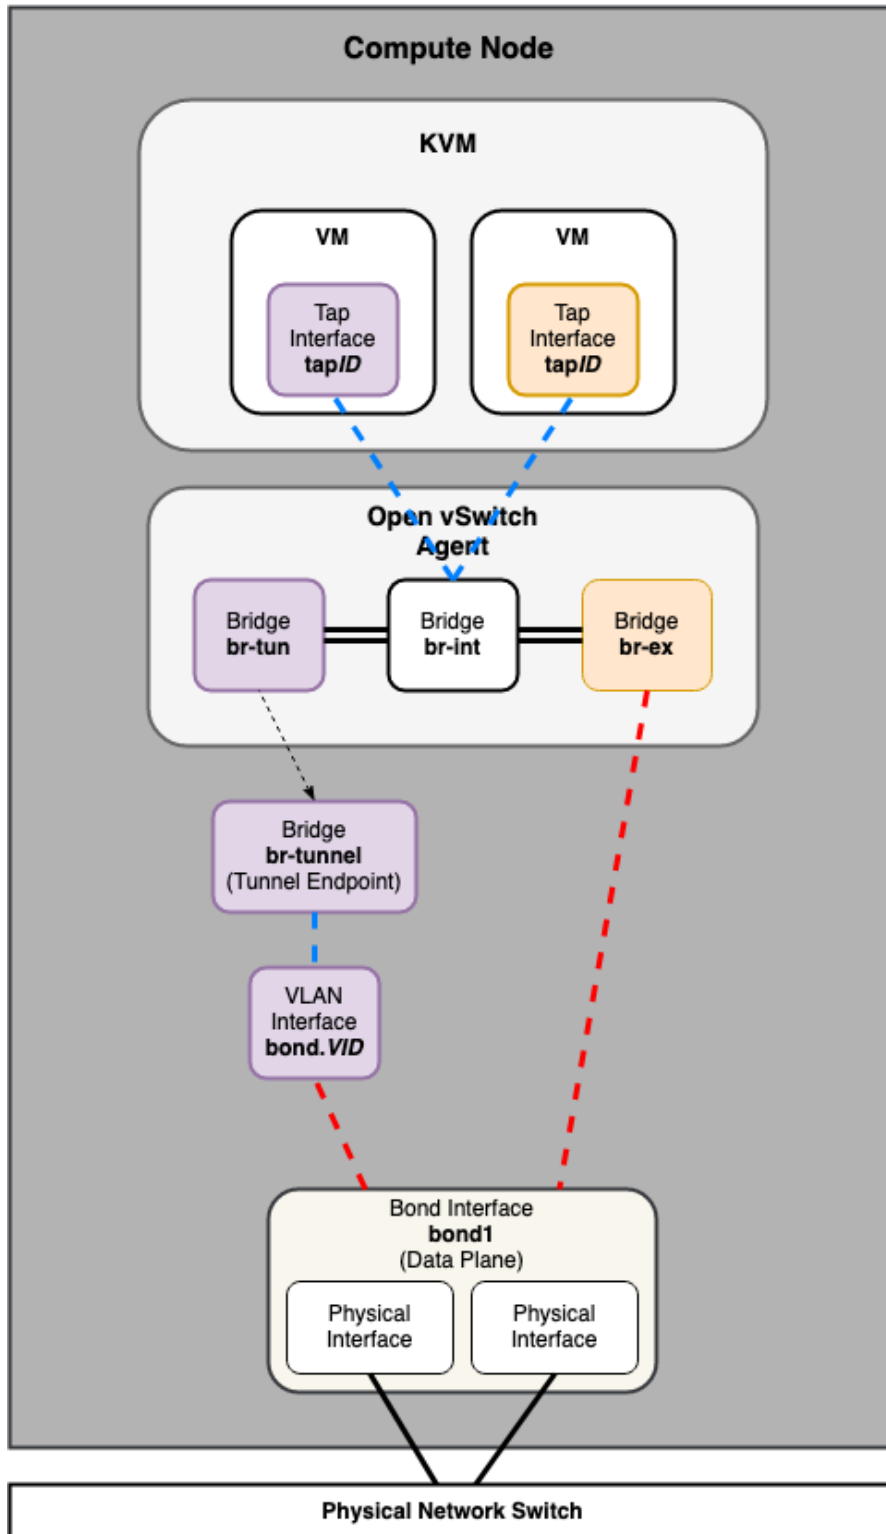 Compute Node
KVM
VM
VM
Tap
Interface
tapID
Tap
Interface
tapID
Open vSwitch
Agent
Bridge
br-tun
Bridge
br-int
Bridge
br-ex
Bridge
br-tunnel
(Tunnel Endpoint)
VLAN
Interface
bond.VID
Bond Interface
bond1
(Data Plane)
Physical
Interface
Physical
Interface
Physical Network Switch